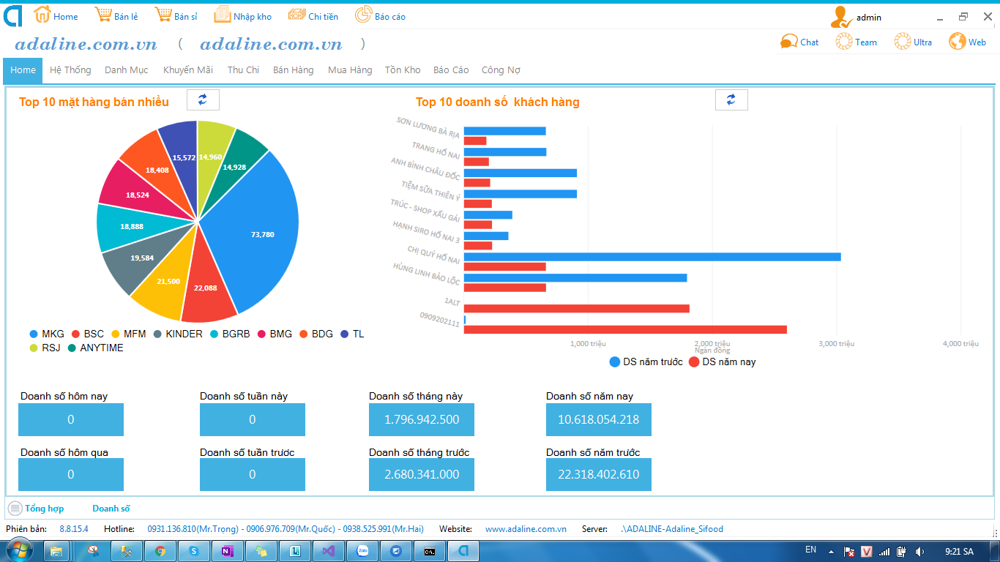 Home Bán lẻ Bán sỉ Nhập kho Chi tiền Báo cáo admin
adaline.com.vn ( adaline.com.vn ) Chat Team Ultra Web
Home Hệ Thống Danh Mục Khuyến Mãi Thu Chi Bán Hàng Mua Hàng Tồn Kho Báo Cáo Công Nợ
Top 10 mặt hàng bán nhiều
15,572 14,960
18,408 14,928
18,524
18,888 73,780
19,584
21,500 22,088
MKG BSC MFM KINDER BGRB BMG BDG TL
RSJ ANYTIME
Top 10 doanh số khách hàng
SƠN LƯƠNG BÀ RỊA
TRANG HỐ NAI
ANH BÌNH CHÂU ĐỐC
TIỆM SỮA THIÊN Ý
TRÚC - SHOP XẤU GÁI
HẠNH SIRO HỐ NAI 3
CHỊ QUÝ HỐ NAI
HÙNG LINH BẢO LỘC
1ALT
0909202111
1,000 triệu 2,000 triệu 3,000 triệu 4,000 triệu
Ngàn đồng
DS năm trước DS năm nay
Doanh số hôm nay Doanh số tuần này Doanh số tháng này Doanh số năm nay
0 0 1.796.942.500 10.618.054.218
Doanh số hôm qua Doanh số tuần trươc Doanh số tháng trước Doanh số năm trước
0 0 2.680.341.000 22.318.402.610
Tổng hợp Doanh số
Phiên bản: 8.8.15.4 Hotline: 0931.136.810(Mr.Trọng) - 0906.976.709(Mr.Quốc) - 0938.525.991(Mr.Hai) Website: www.adaline.com.vn Server: .\ADALINE-Adaline_Sifood
Zalo EN 9:21 SA